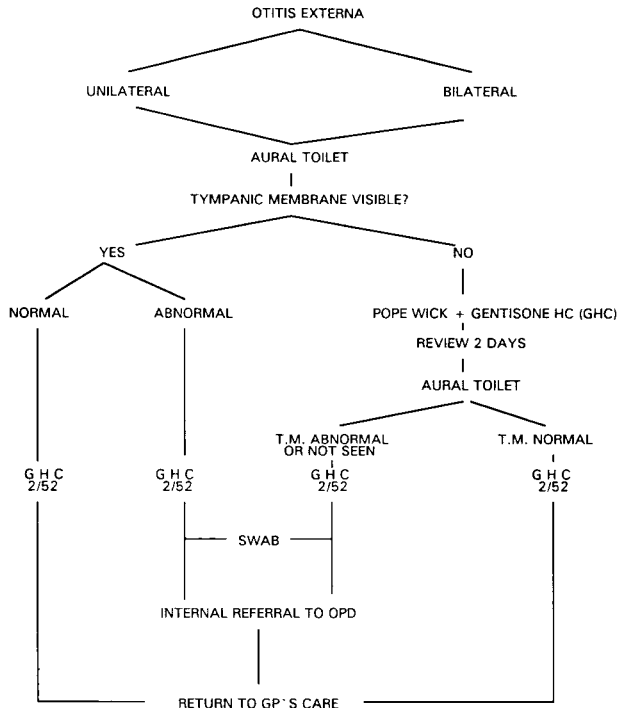 OTITIS EXTERNA
UNILATERAL
BILATERAL
AURAL TOILET
TYMPANIC MEMBRANE VISIBLE?
YES
NO
NORMAL
ABNORMAL
POPE WICK + GENTISONE HC (GHC)
REVIEW 2 DAYS
AURAL TOILET
T.M. ABNORMAL
OR NOT SEEN
T.M. NORMAL
G H C
2/52
G H C
2/52
G H C
2/52
G H C
2/52
SWAB
INTERNAL REFERRAL TO OPD
RETURN TO GP`S CARE